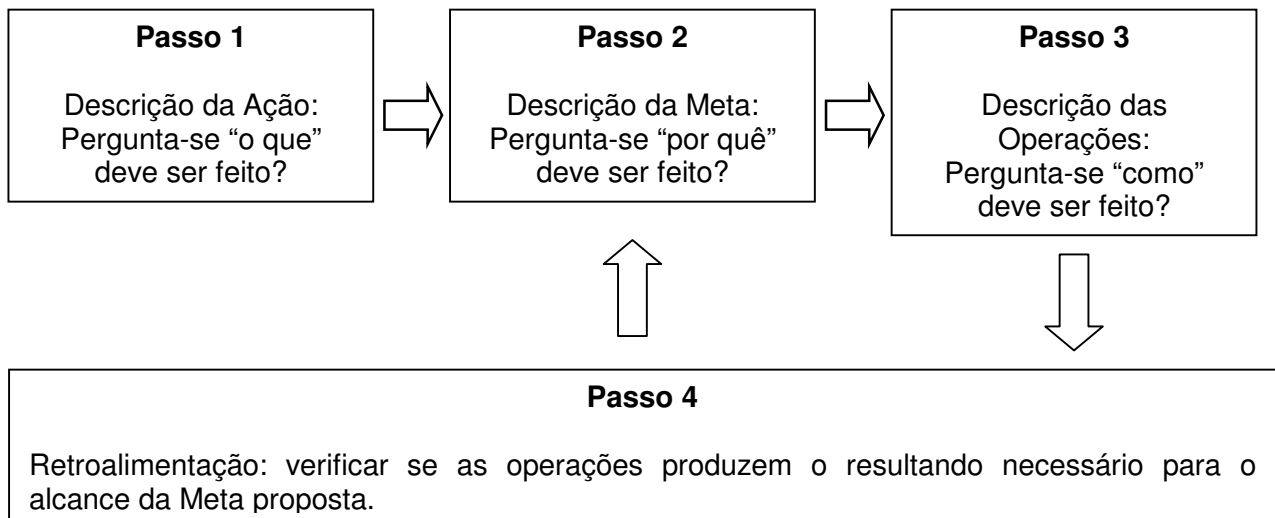 Passo 1
Descrição da Ação:
Pergunta-se “o que”
deve ser feito?
Passo 2
Descrição da Meta:
Pergunta-se “por quê”
deve ser feito?
Passo 3
Descrição das
Operações:
Pergunta-se “como”
deve ser feito?
Passo 4
Retroalimentação: verificar se as operações produzem o resultando necessário para o
alcance da Meta proposta.